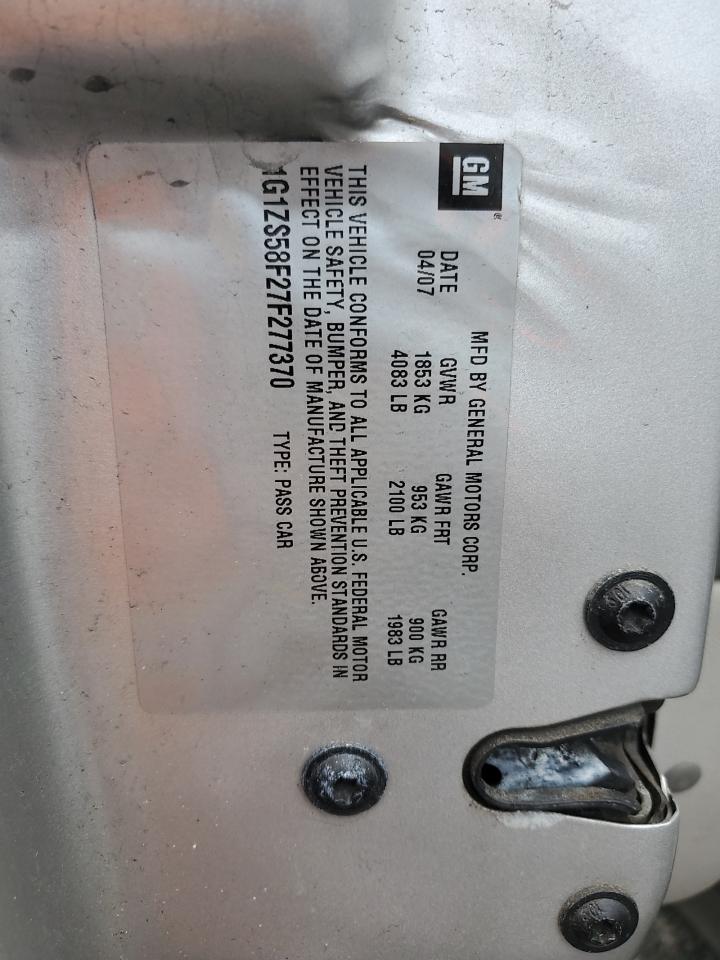 GM
®
MFD BY GENERAL MOTORS CORP.
DATE GVWR GAWR FRT GAWR RR
04/07 1853 KG 953 KG 900 KG
4083 LB 2100 LB 1983 LB
THIS VEHICLE CONFORMS TO ALL APPLICABLE U.S. FEDERAL MOTOR
VEHICLE SAFETY, BUMPER, AND THEFT PREVENTION STANDARDS IN
EFFECT ON THE DATE OF MANUFACTURE SHOWN ABOVE.
1G1ZS58F27F277370 TYPE: PASS CAR